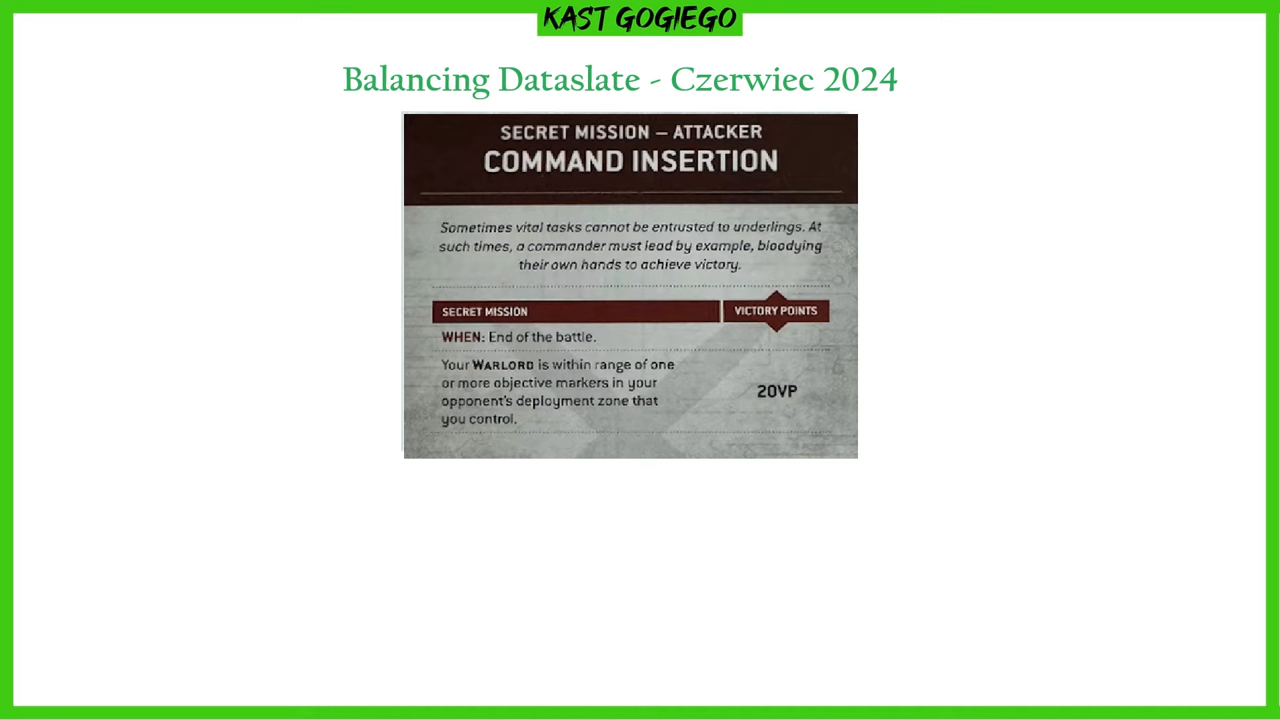 KAST GOGIEGO
Balancing Dataslate - Czerwiec 2024
SECRET MISSION – ATTACKER
COMMAND INSERTION
Sometimes vital tasks cannot be entrusted to underlings. At
such times, a commander must lead by example, bloodying
their own hands to achieve victory.
SECRET MISSION VICTORY POINTS
WHEN: End of the battle.
Your WARLORD is within range of one
or more objective markers in your
opponent's deployment zone that
you control.
20VP